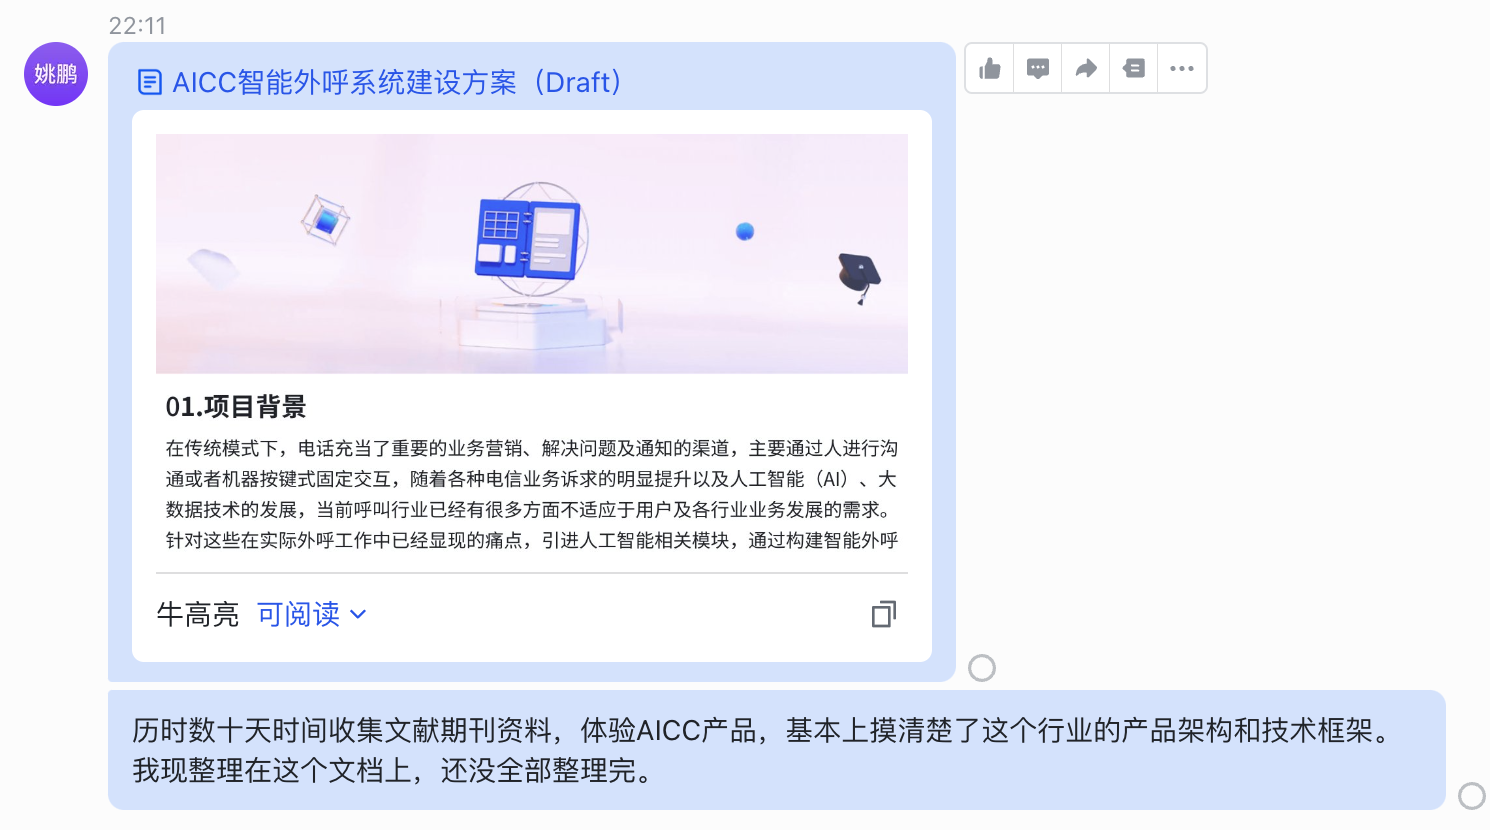 22:11
姚鹏
AICC智能外呼系统建设方案（Draft）
01.项目背景
在传统模式下，电话充当了重要的业务营销、解决问题及通知的渠道，主要通过人进行沟
通或者机器按键式固定交互，随着各种电信业务诉求的明显提升以及人工智能（AI）、大
数据技术的发展，当前呼叫行业已经有很多方面不适应于用户及各行业业务发展的需求。
针对这些在实际外呼工作中已经显现的痛点，引进人工智能相关模块，通过构建智能外呼
牛高亮 可阅读
历时数十天时间收集文献期刊资料，体验AICC产品，基本上摸清楚了这个行业的产品架构和技术框架。
我现整理在这个文档上，还没全部整理完。